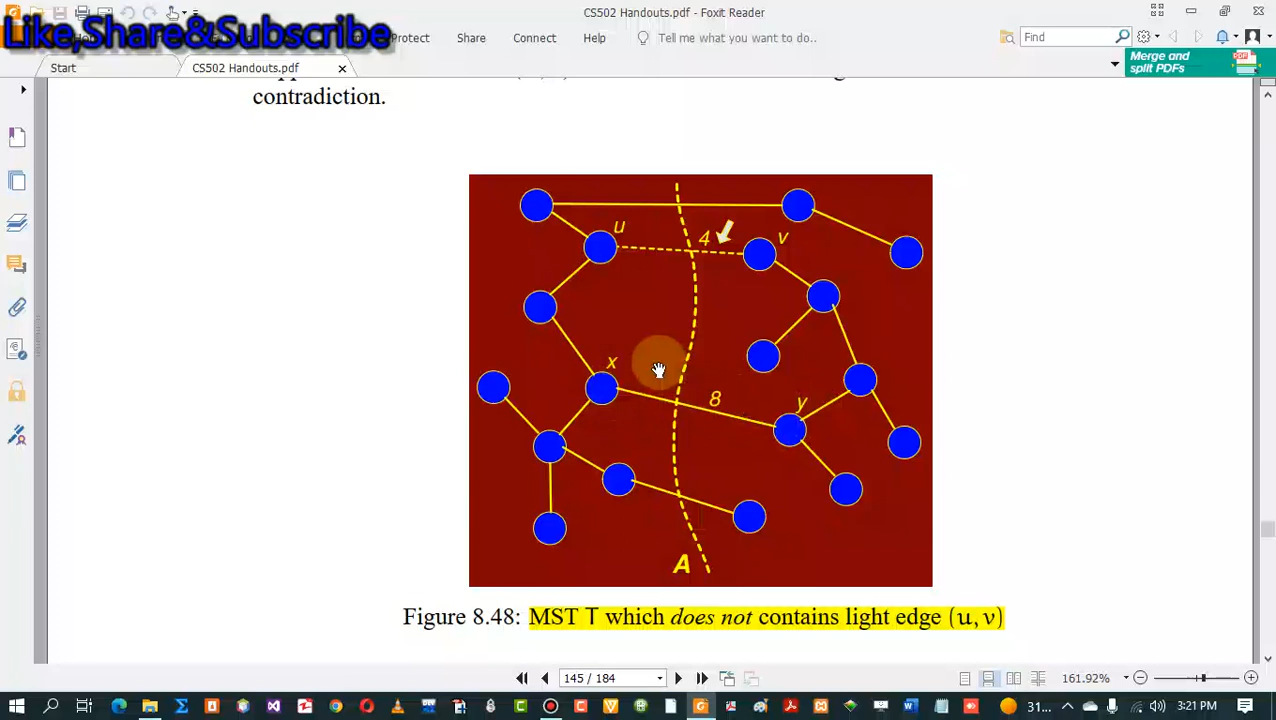 CS502 Handouts.pdf - Foxit Reader
Like,Share&Subscribe
Protect Share Connect Help Tell me what you want to do.. Find
Start CS502 Handouts.pdf
Merge and
split PDFs
contradiction.
u 4 v
x
8 y
A
Figure 8.48: MST T which does not contains light edge (u, v)
145 / 184 161.92%
31... 3:21 PM